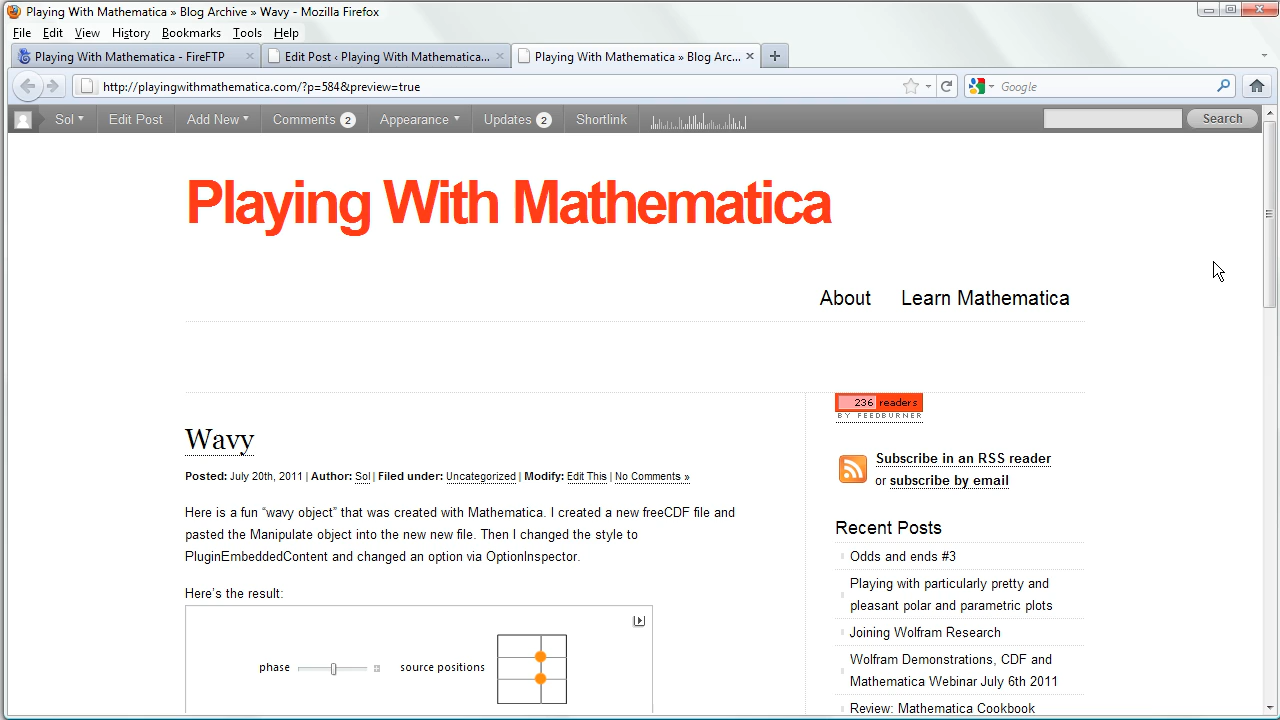 Playing With Mathematica » Blog Archive » Wavy - Mozilla Firefox
File Edit View History Bookmarks Tools Help
Playing With Mathematica - FireFTP
Edit Post ‹ Playing With Mathematica...
Playing With Mathematica » Blog Arc...
http://playingwithmathematica.com/?p=584&preview=true
Google
Sol Edit Post Add New Comments 2 Appearance Updates 2 Shortlink Search
Playing With Mathematica
About Learn Mathematica
Wavy
Posted: July 20th, 2011 | Author: Sol | Filed under: Uncategorized | Modify: Edit This | No Comments »
Here is a fun “wavy object” that was created with Mathematica. I created a new freeCDF file and
pasted the Manipulate object into the new new file. Then I changed the style to
PluginEmbeddedContent and changed an option via OptionInspector.
Here’s the result:
phase source positions
236 readers
BY FEEDBURNER
Subscribe in an RSS reader
or subscribe by email
Recent Posts
Odds and ends #3
Playing with particularly pretty and
pleasant polar and parametric plots
Joining Wolfram Research
Wolfram Demonstrations, CDF and
Mathematica Webinar July 6th 2011
Review: Mathematica Cookbook